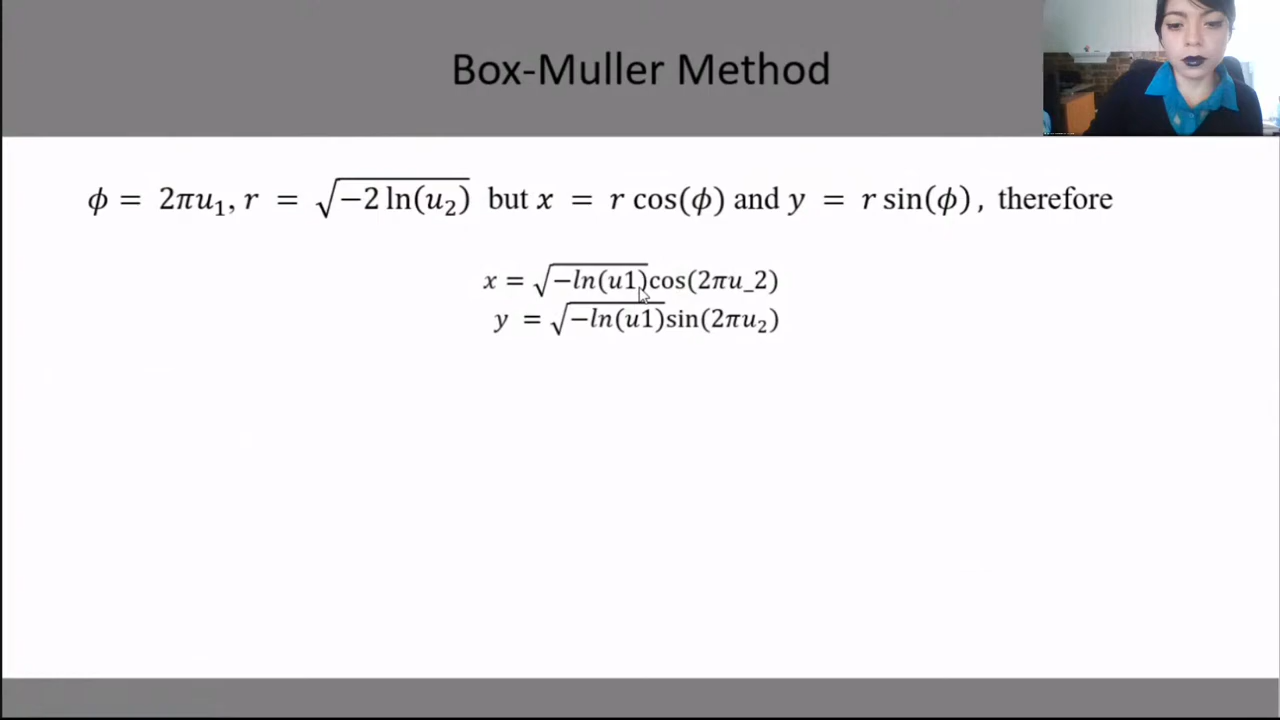 Box-Muller Method
ϕ = 2πu₁, r = √(−2 ln(u₂)) but x = r cos(ϕ) and y = r sin(ϕ), therefore
x = √(−ln(u1))cos(2πu_2)
y = √(−ln(u1))sin(2πu₂)